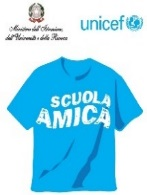 unicef
Ministero dell'Istruzione,
dell'Università e della Ricerca
SCUOLA
AMICA